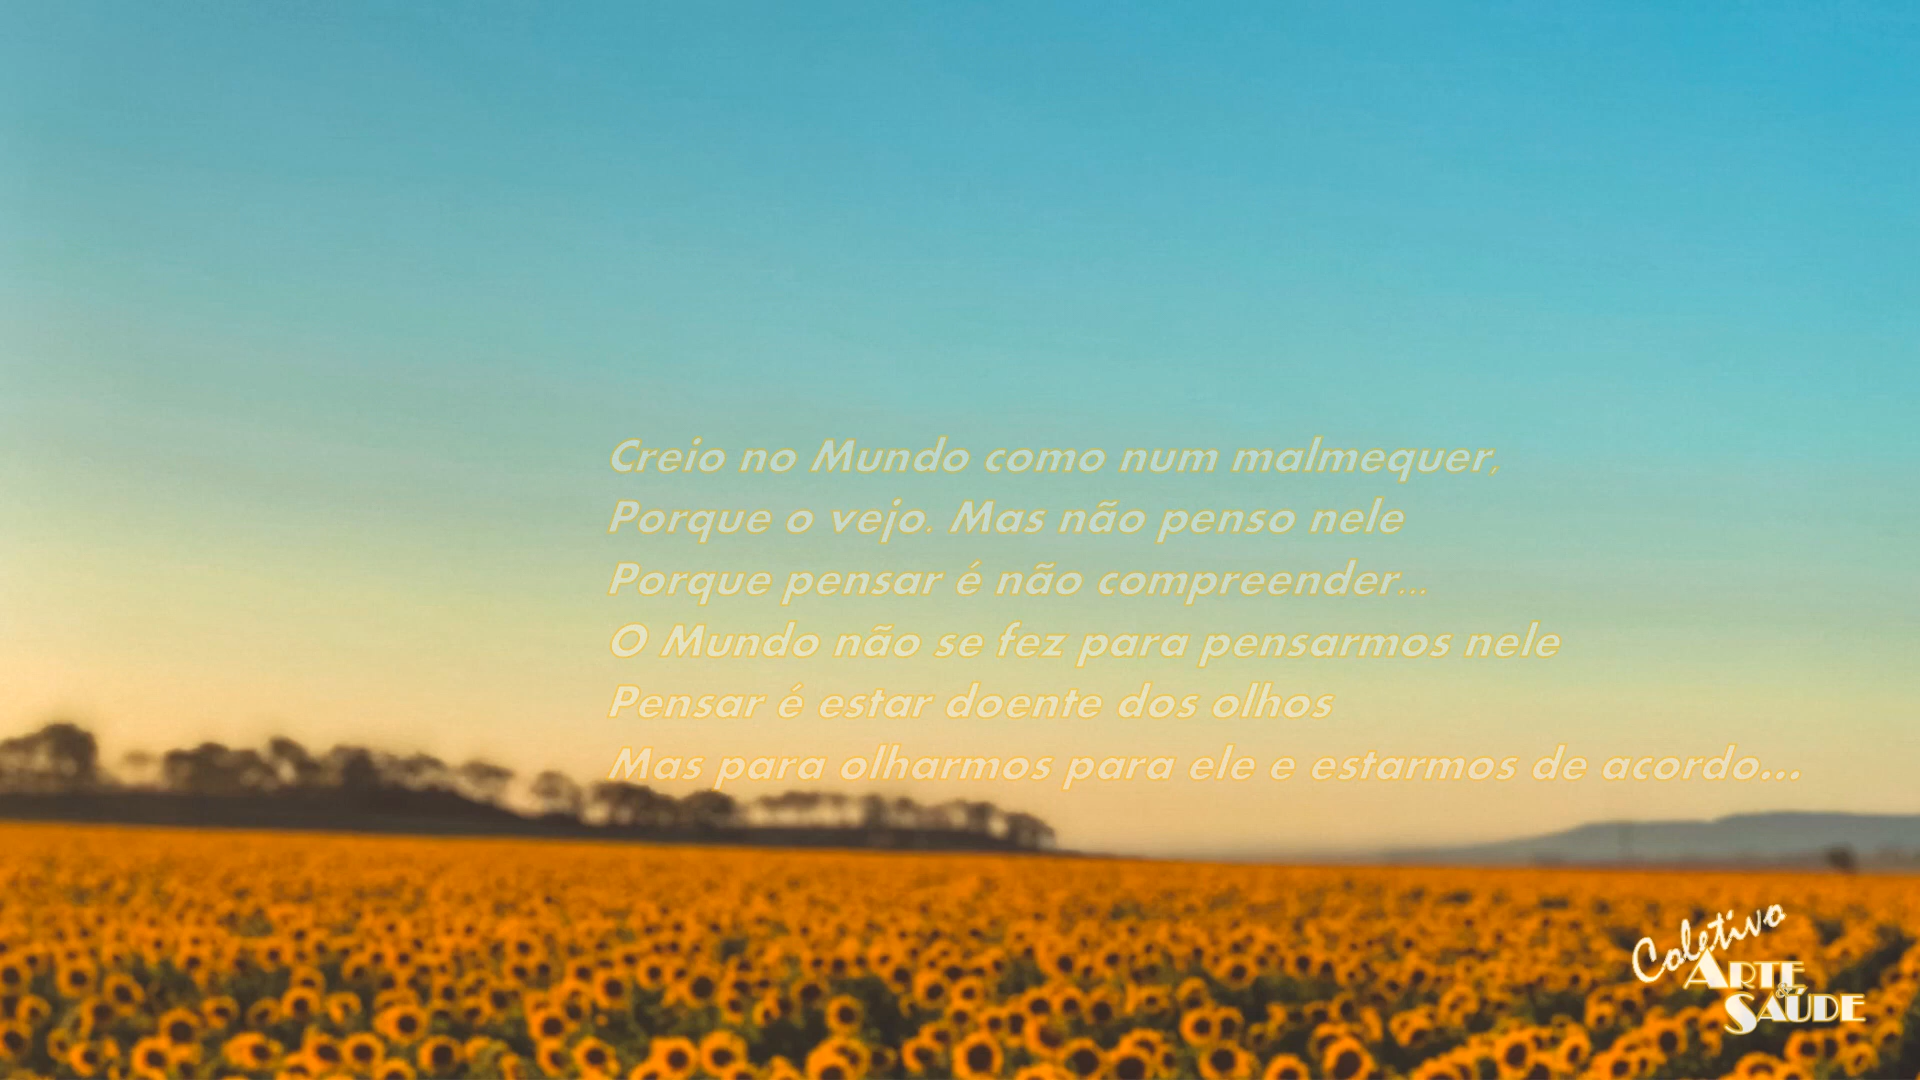 Creio no Mundo como num malmequer,
Porque o vejo. Mas não penso nele
Porque pensar é não compreender...
O Mundo não se fez para pensarmos nele
Pensar é estar doente dos olhos
Mas para olharmos para ele e estarmos de acordo...
Coletivo
ARTE
&
SAÚDE